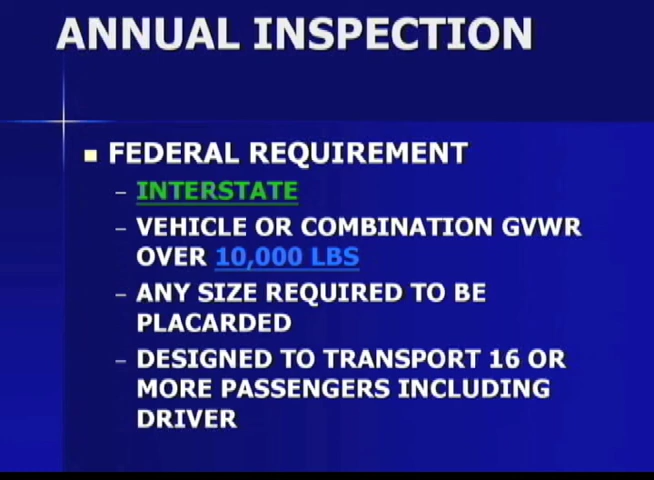 ANNUAL INSPECTION
FEDERAL REQUIREMENT
– INTERSTATE
– VEHICLE OR COMBINATION GVWR
OVER 10,000 LBS
– ANY SIZE REQUIRED TO BE
PLACARDED
– DESIGNED TO TRANSPORT 16 OR
MORE PASSENGERS INCLUDING
DRIVER